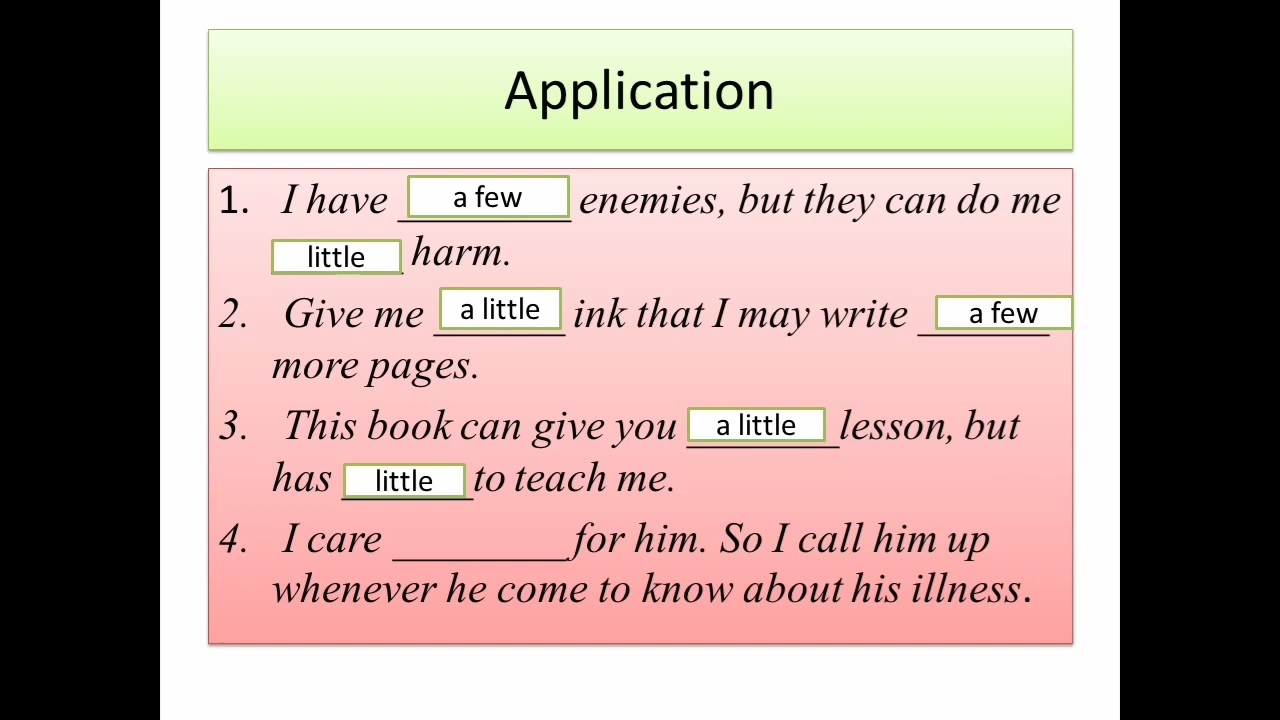 Application
1. I have a few enemies, but they can do me
little harm.
2. Give me a little ink that I may write a few
more pages.
3. This book can give you a little lesson, but
has little to teach me.
4. I care ________ for him. So I call him up
whenever he come to know about his illness.